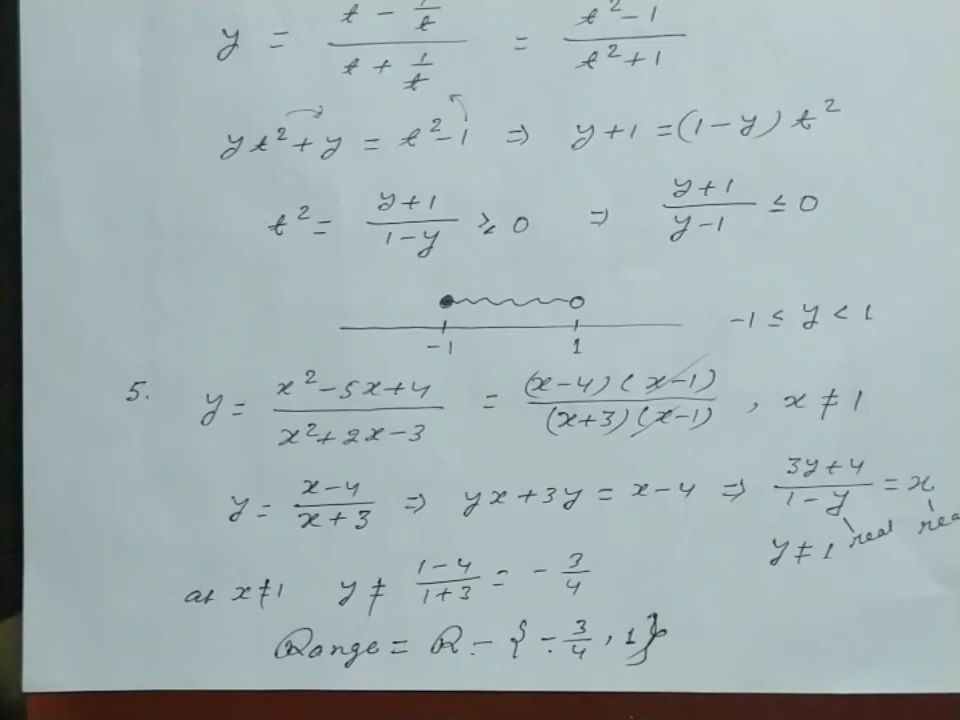 y = (t - 1/t)/(t + 1/t) = (t² - 1)/(t² + 1)
yt² + y = t² - 1 ⇒ y + 1 = (1 - y) t²
t² = (y + 1)/(1 - y) ≥ 0 ⇒ (y + 1)/(y - 1) ≤ 0
-1 1 -1 ≤ y < 1
5. y = (x² - 5x + 4)/(x² + 2x - 3) = (x - 4)(x - 1)/(x + 3)(x - 1) , x ≠ 1
y = (x - 4)/(x + 3) ⇒ yx + 3y = x - 4 ⇒ (3y + 4)/(1 - y) = x
y ≠ 1 real
as x ≠ 1 y ≠ (1 - 4)/(1 + 3) = - 3/4
Range = R - { - 3/4 , 1 }